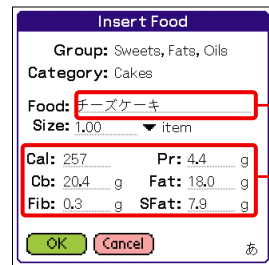 Insert Food
Group: Sweets, Fats, Oils
Category: Cakes
Food: チーズケーキ
Size: 1.00 item
Cal: 257 Pr: 4.4 g
Cb: 20.4 g Fat: 18.0 g
Fib: 0.3 g SFat: 7.9 g
OK Cancel あ